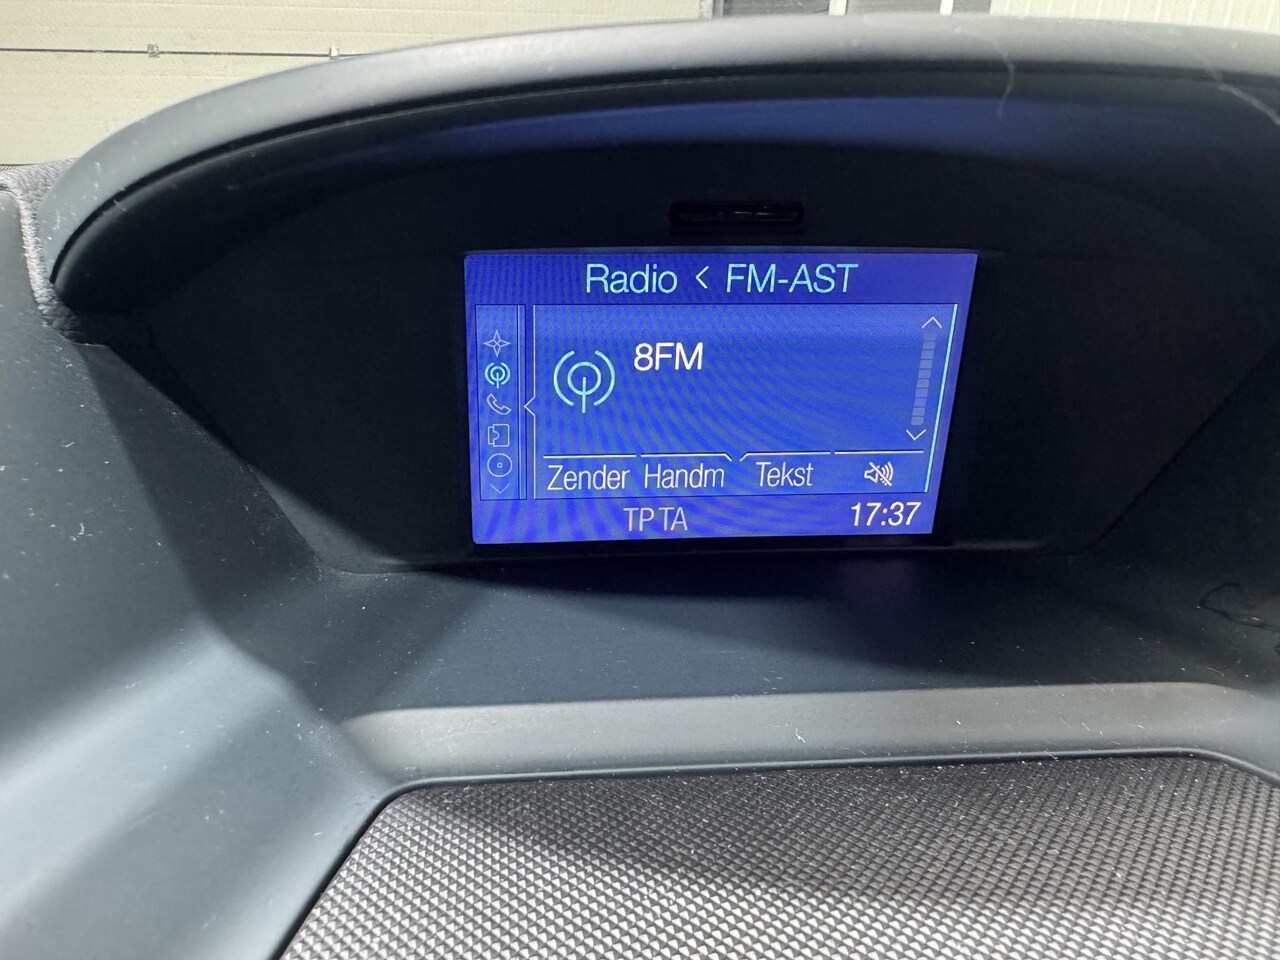 Radio < FM-AST
8FM
Zender Handm Tekst
TP TA 17:37